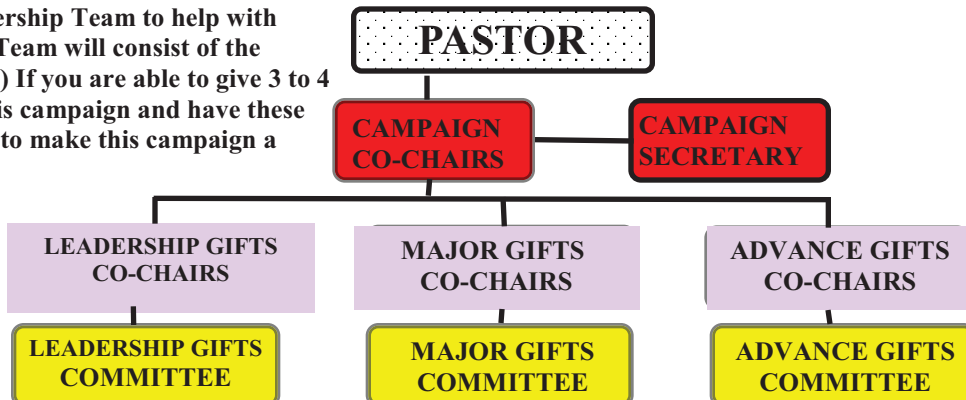 ership Team to help with
Team will consist of the
) If you are able to give 3 to 4
is campaign and have these
to make this campaign a
PASTOR
CAMPAIGN
CO-CHAIRS
CAMPAIGN
SECRETARY
LEADERSHIP GIFTS
CO-CHAIRS
MAJOR GIFTS
CO-CHAIRS
ADVANCE GIFTS
CO-CHAIRS
LEADERSHIP GIFTS
COMMITTEE
MAJOR GIFTS
COMMITTEE
ADVANCE GIFTS
COMMITTEE